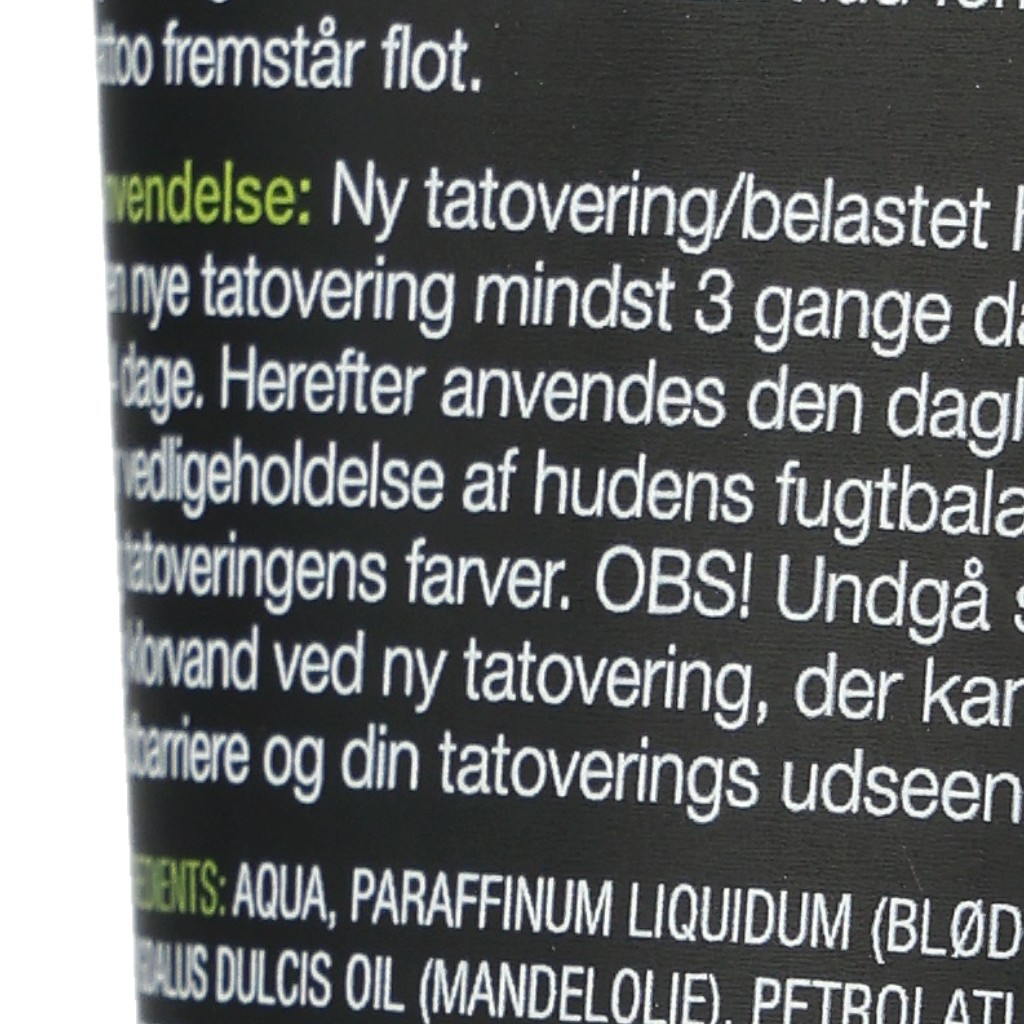 fremstår flot.
Ny tatovering/belastet
nye tatovering mindst 3 gange
dage. Herefter anvendes den
vedligeholdelse af hudens
tatoveringens farver. OBS! Undgå
ved ny tatovering, der
og din tatoverings
AQUA, PARAFFINUM LIQUIDUM
DULCIS OIL (MANDELOLIE),